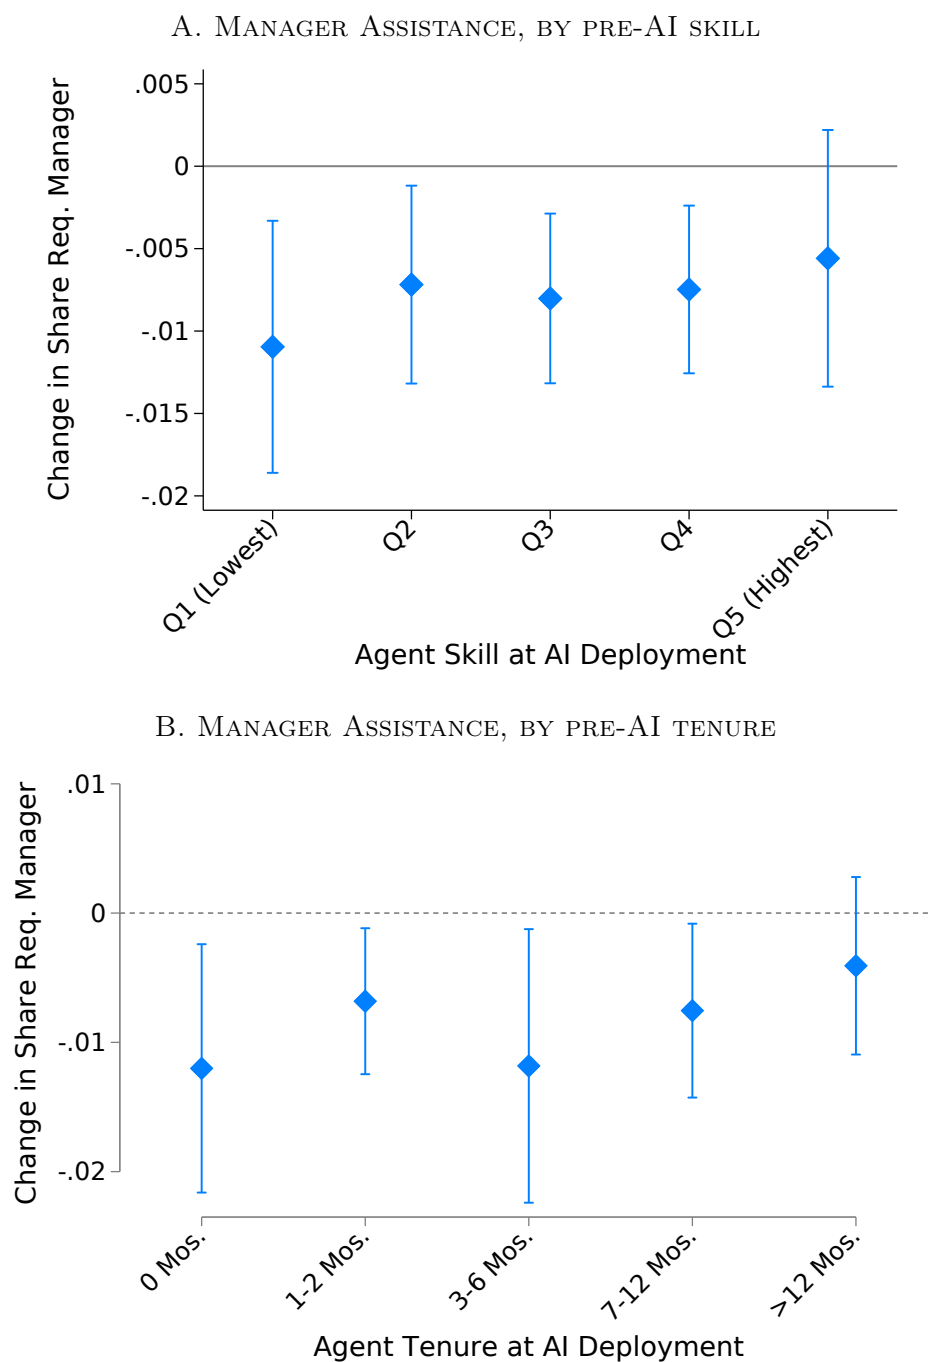 A. Manager Assistance, by pre-AI skill
Change in Share Req. Manager
.005
0
-.005
-.01
-.015
-.02
Q1 (Lowest)
Q2
Q3
Q4
Q5 (Highest)
Agent Skill at AI Deployment
B. Manager Assistance, by pre-AI tenure
Change in Share Req. Manager
.01
0
-.01
-.02
0 Mos.
1-2 Mos.
3-6 Mos.
7-12 Mos.
>12 Mos.
Agent Tenure at AI Deployment